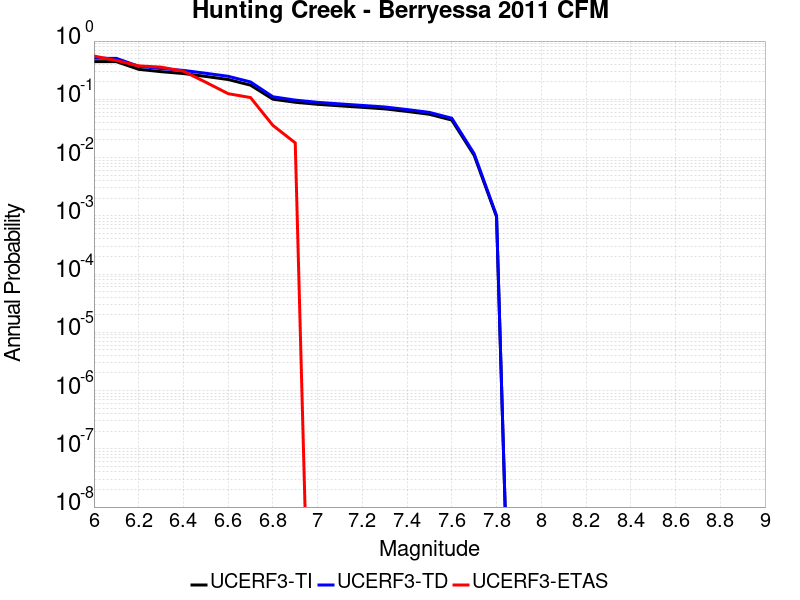 Hunting Creek - Berryessa 2011 CFM
Annual Probability
10^0
10^-1
10^-2
10^-3
10^-4
10^-5
10^-6
10^-7
10^-8
6 6.2 6.4 6.6 6.8 7 7.2 7.4 7.6 7.8 8 8.2 8.4 8.6 8.8 9
Magnitude
UCERF3-TI UCERF3-TD UCERF3-ETAS